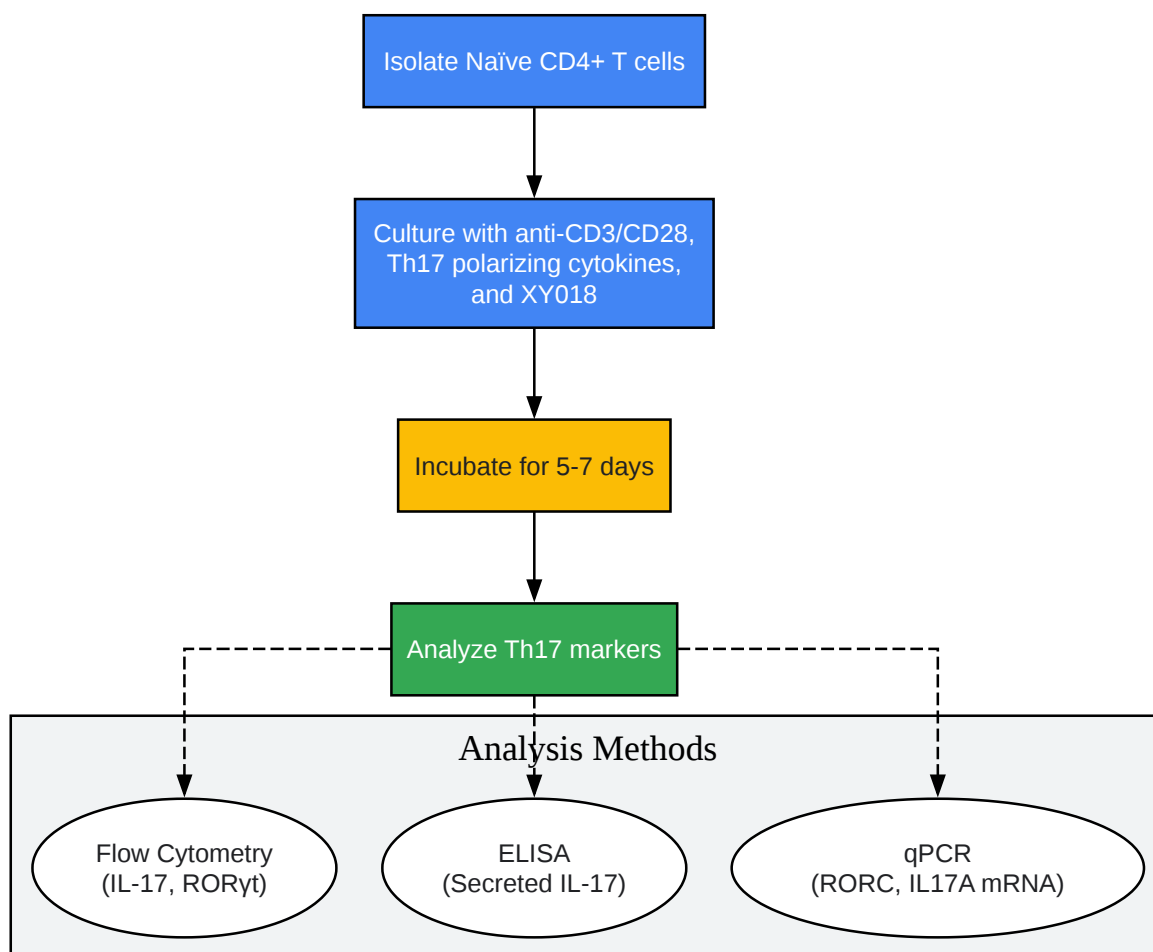 Isolate Naïve CD4+ T cells
Culture with anti-CD3/CD28,
Th17 polarizing cytokines,
and XY018
Incubate for 5-7 days
Analyze Th17 markers
Analysis Methods
Flow Cytometry
(IL-17, RORγt)
ELISA
(Secreted IL-17)
qPCR
(RORC, IL17A mRNA)